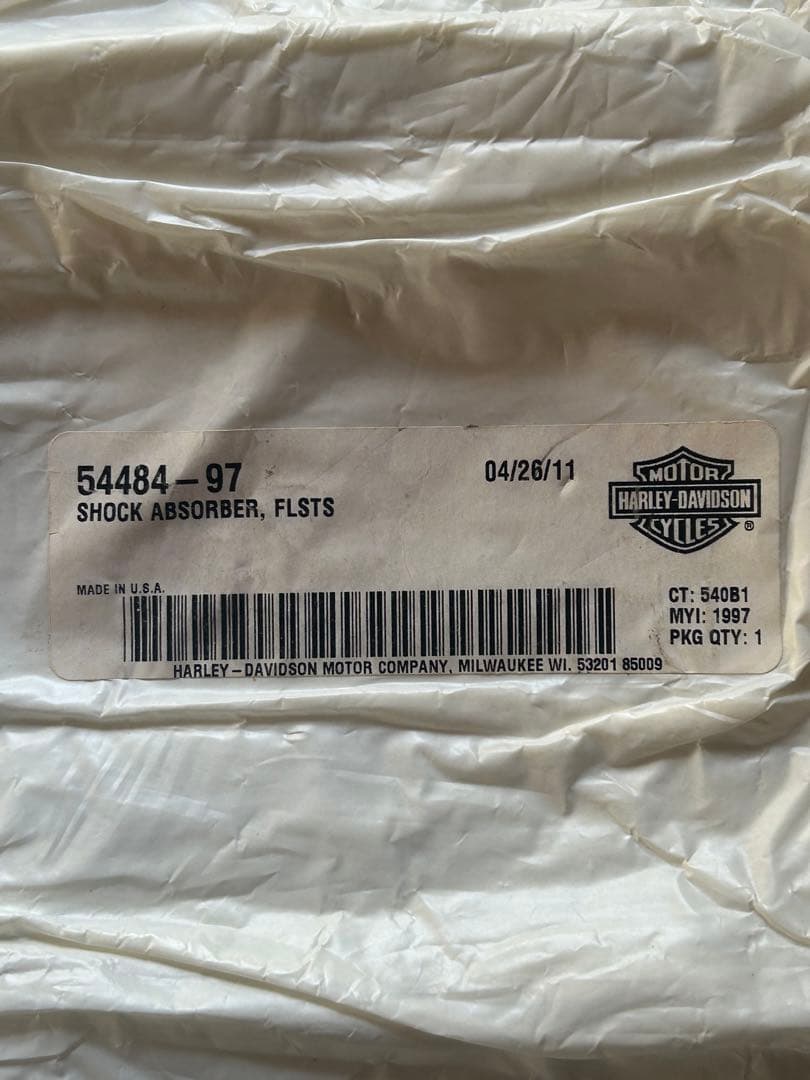 54484-97
04/26/11
SHOCK ABSORBER, FLSTS
MOTOR
HARLEY-DAVIDSON
CYCLES
®
MADE IN U.S.A.
CT: 540B1
MYI: 1997
PKG QTY: 1
HARLEY-DAVIDSON MOTOR COMPANY, MILWAUKEE WI. 53201 85009